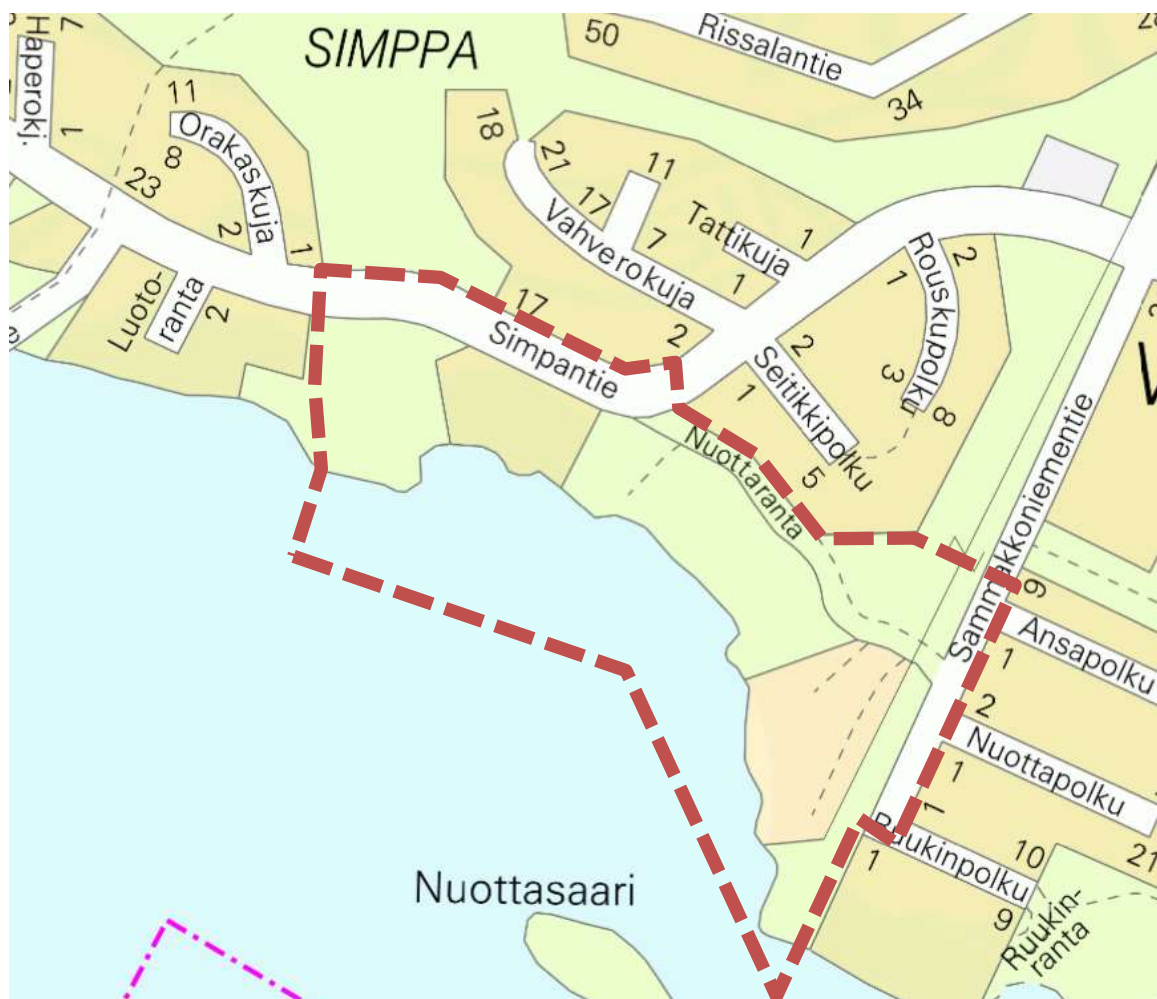 7
Haperokj.
1
SIMPPA
50
Rissalantie
34
11
Orakaskuja
8
23
2
1
18
21
11
17
Vahverokuja
7
Tattikuja
1
1
2
Rouskupolku
1
3
8
Luoto-
ranta
2
17
Simpantie
2
2
Seitikkipolku
1
5
Nuottaranta
Sammakkoniementie
9
Ansapolku
1
2
Nuottapolku
1
1
Ruukinpolku
1
10
21
9
Ruukin-
ranta
Nuottasaari